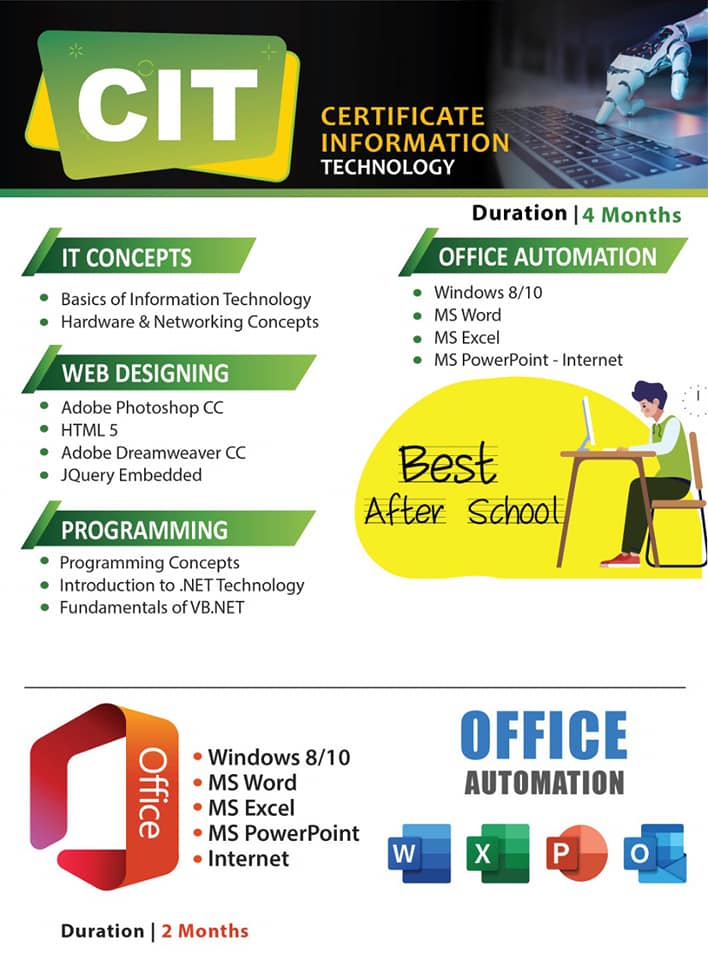 CIT
CERTIFICATE
INFORMATION
TECHNOLOGY
Duration | 4 Months
IT CONCEPTS
Basics of Information Technology
Hardware & Networking Concepts
WEB DESIGNING
Adobe Photoshop CC
HTML 5
Adobe Dreamweaver CC
JQuery Embedded
PROGRAMMING
Programming Concepts
Introduction to .NET Technology
Fundamentals of VB.NET
OFFICE AUTOMATION
Windows 8/10
MS Word
MS Excel
MS PowerPoint - Internet
Best
After School
Office
Windows 8/10
MS Word
MS Excel
MS PowerPoint
Internet
Duration | 2 Months
OFFICE
AUTOMATION
W X P O